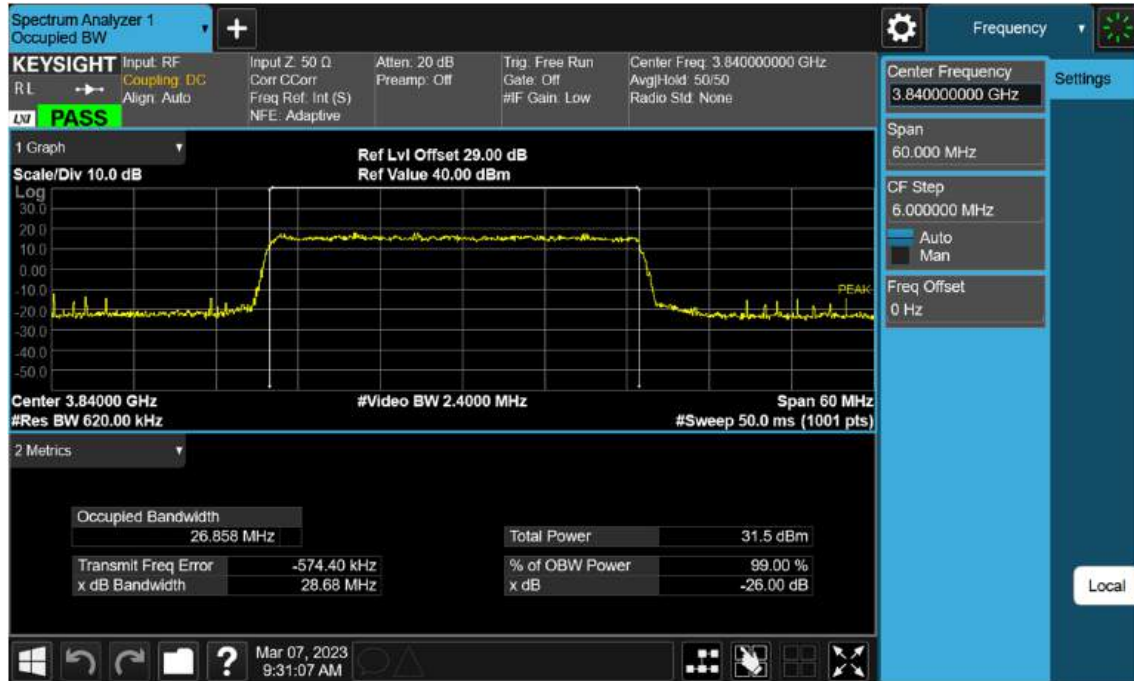 Spectrum Analyzer 1
Occupied BW
Frequency
KEYSIGHT
R L
LXI
PASS
Input: RF
Coupling: DC
Align: Auto
Input Z: 50 Ω
Corr CCorr
Freq Ref: Int (S)
NFE: Adaptive
Atten: 20 dB
Preamp: Off
Trig: Free Run
Gate: Off
#IF Gain: Low
Center Freq: 3.840000000 GHz
Avg|Hold: 50/50
Radio Std: None
1 Graph
Scale/Div 10.0 dB
Ref Lvl Offset 29.00 dB
Ref Value 40.00 dBm
Log
30.0
20.0
10.0
0.00
-10.0
-20.0
-30.0
-40.0
-50.0
PEAK
Center 3.84000 GHz
#Video BW 2.4000 MHz
Span 60 MHz
#Res BW 620.00 kHz
#Sweep 50.0 ms (1001 pts)
2 Metrics
Occupied Bandwidth
26.858 MHz
Transmit Freq Error -574.40 kHz
x dB Bandwidth 28.68 MHz
Total Power 31.5 dBm
% of OBW Power 99.00 %
x dB -26.00 dB
Center Frequency
3.840000000 GHz
Settings
Span
60.000 MHz
CF Step
6.000000 MHz
Auto
Man
Freq Offset
0 Hz
Local
?
Mar 07, 2023
9:31:07 AM